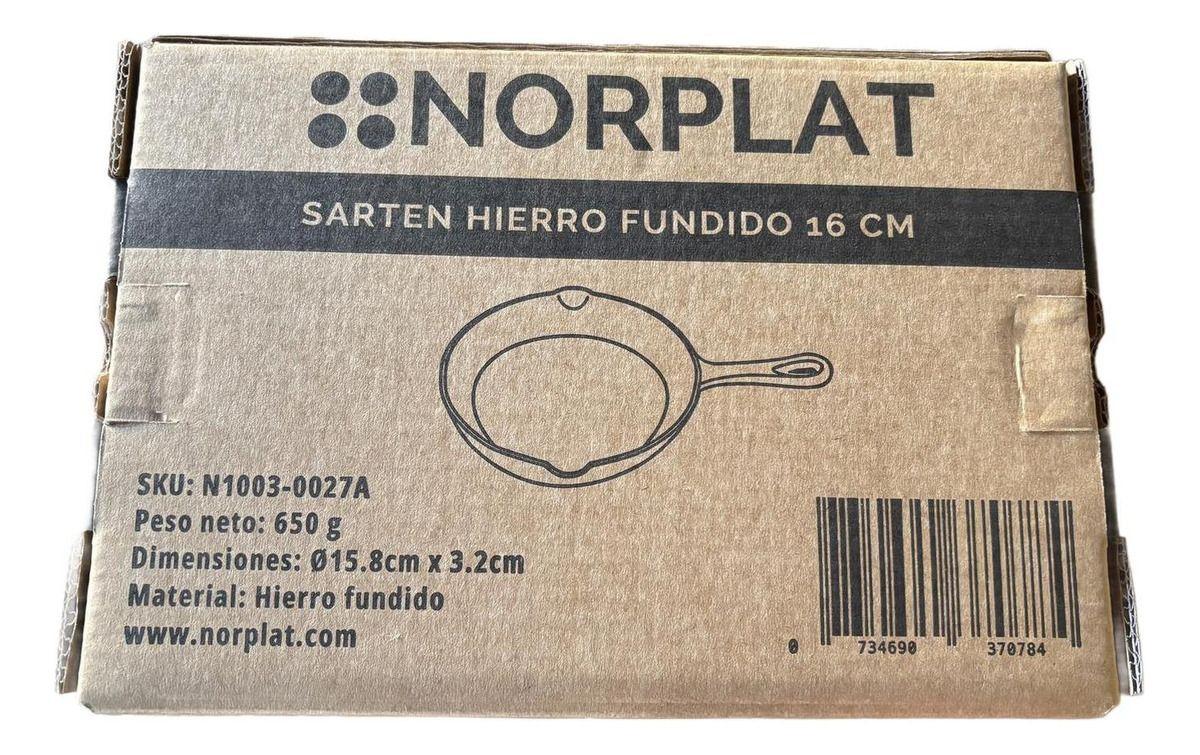 NORPLAT
SARTEN HIERRO FUNDIDO 16 CM
SKU: N1003-0027A
Peso neto: 650 g
Dimensiones: Ø15.8cm x 3.2cm
Material: Hierro fundido
www.norplat.com
0 734690 370784